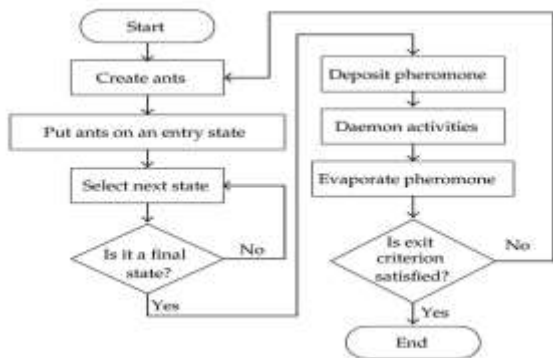 Start
Create ants
Put ants on an entry state
Select next state
Is it a final
state?
No
Yes
Deposit pheromone
Daemon activities
Evaporate pheromone
Is exit
criterion
satisfied?
No
Yes
End